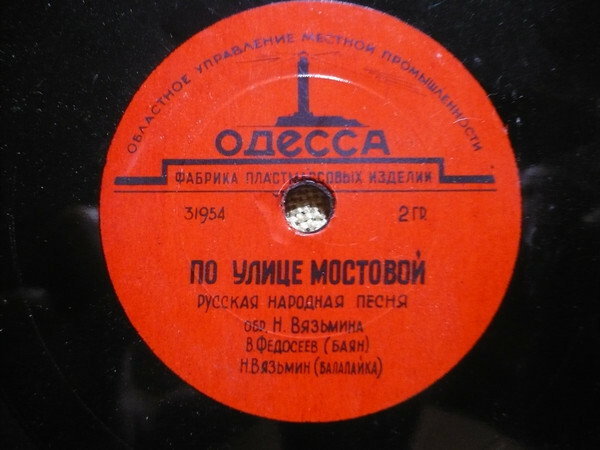 ОБЛАСТНОЕ УПРАВЛЕНИЕ МЕСТНОЙ ПРОМЫШЛЕННОСТИ
ОДЕССА
ФАБРИКА ПЛАСТМАССОВЫХ ИЗДЕЛИЙ
31954 2 ГР.
ПО УЛИЦЕ МОСТОВОЙ
РУССКАЯ НАРОДНАЯ ПЕСНЯ
ОБР. Н. ВЯЗЬМИНА
В. ФЕДОСЕЕВ (БАЯН)
Н. ВЯЗЬМИН (БАЛАЛАЙКА)